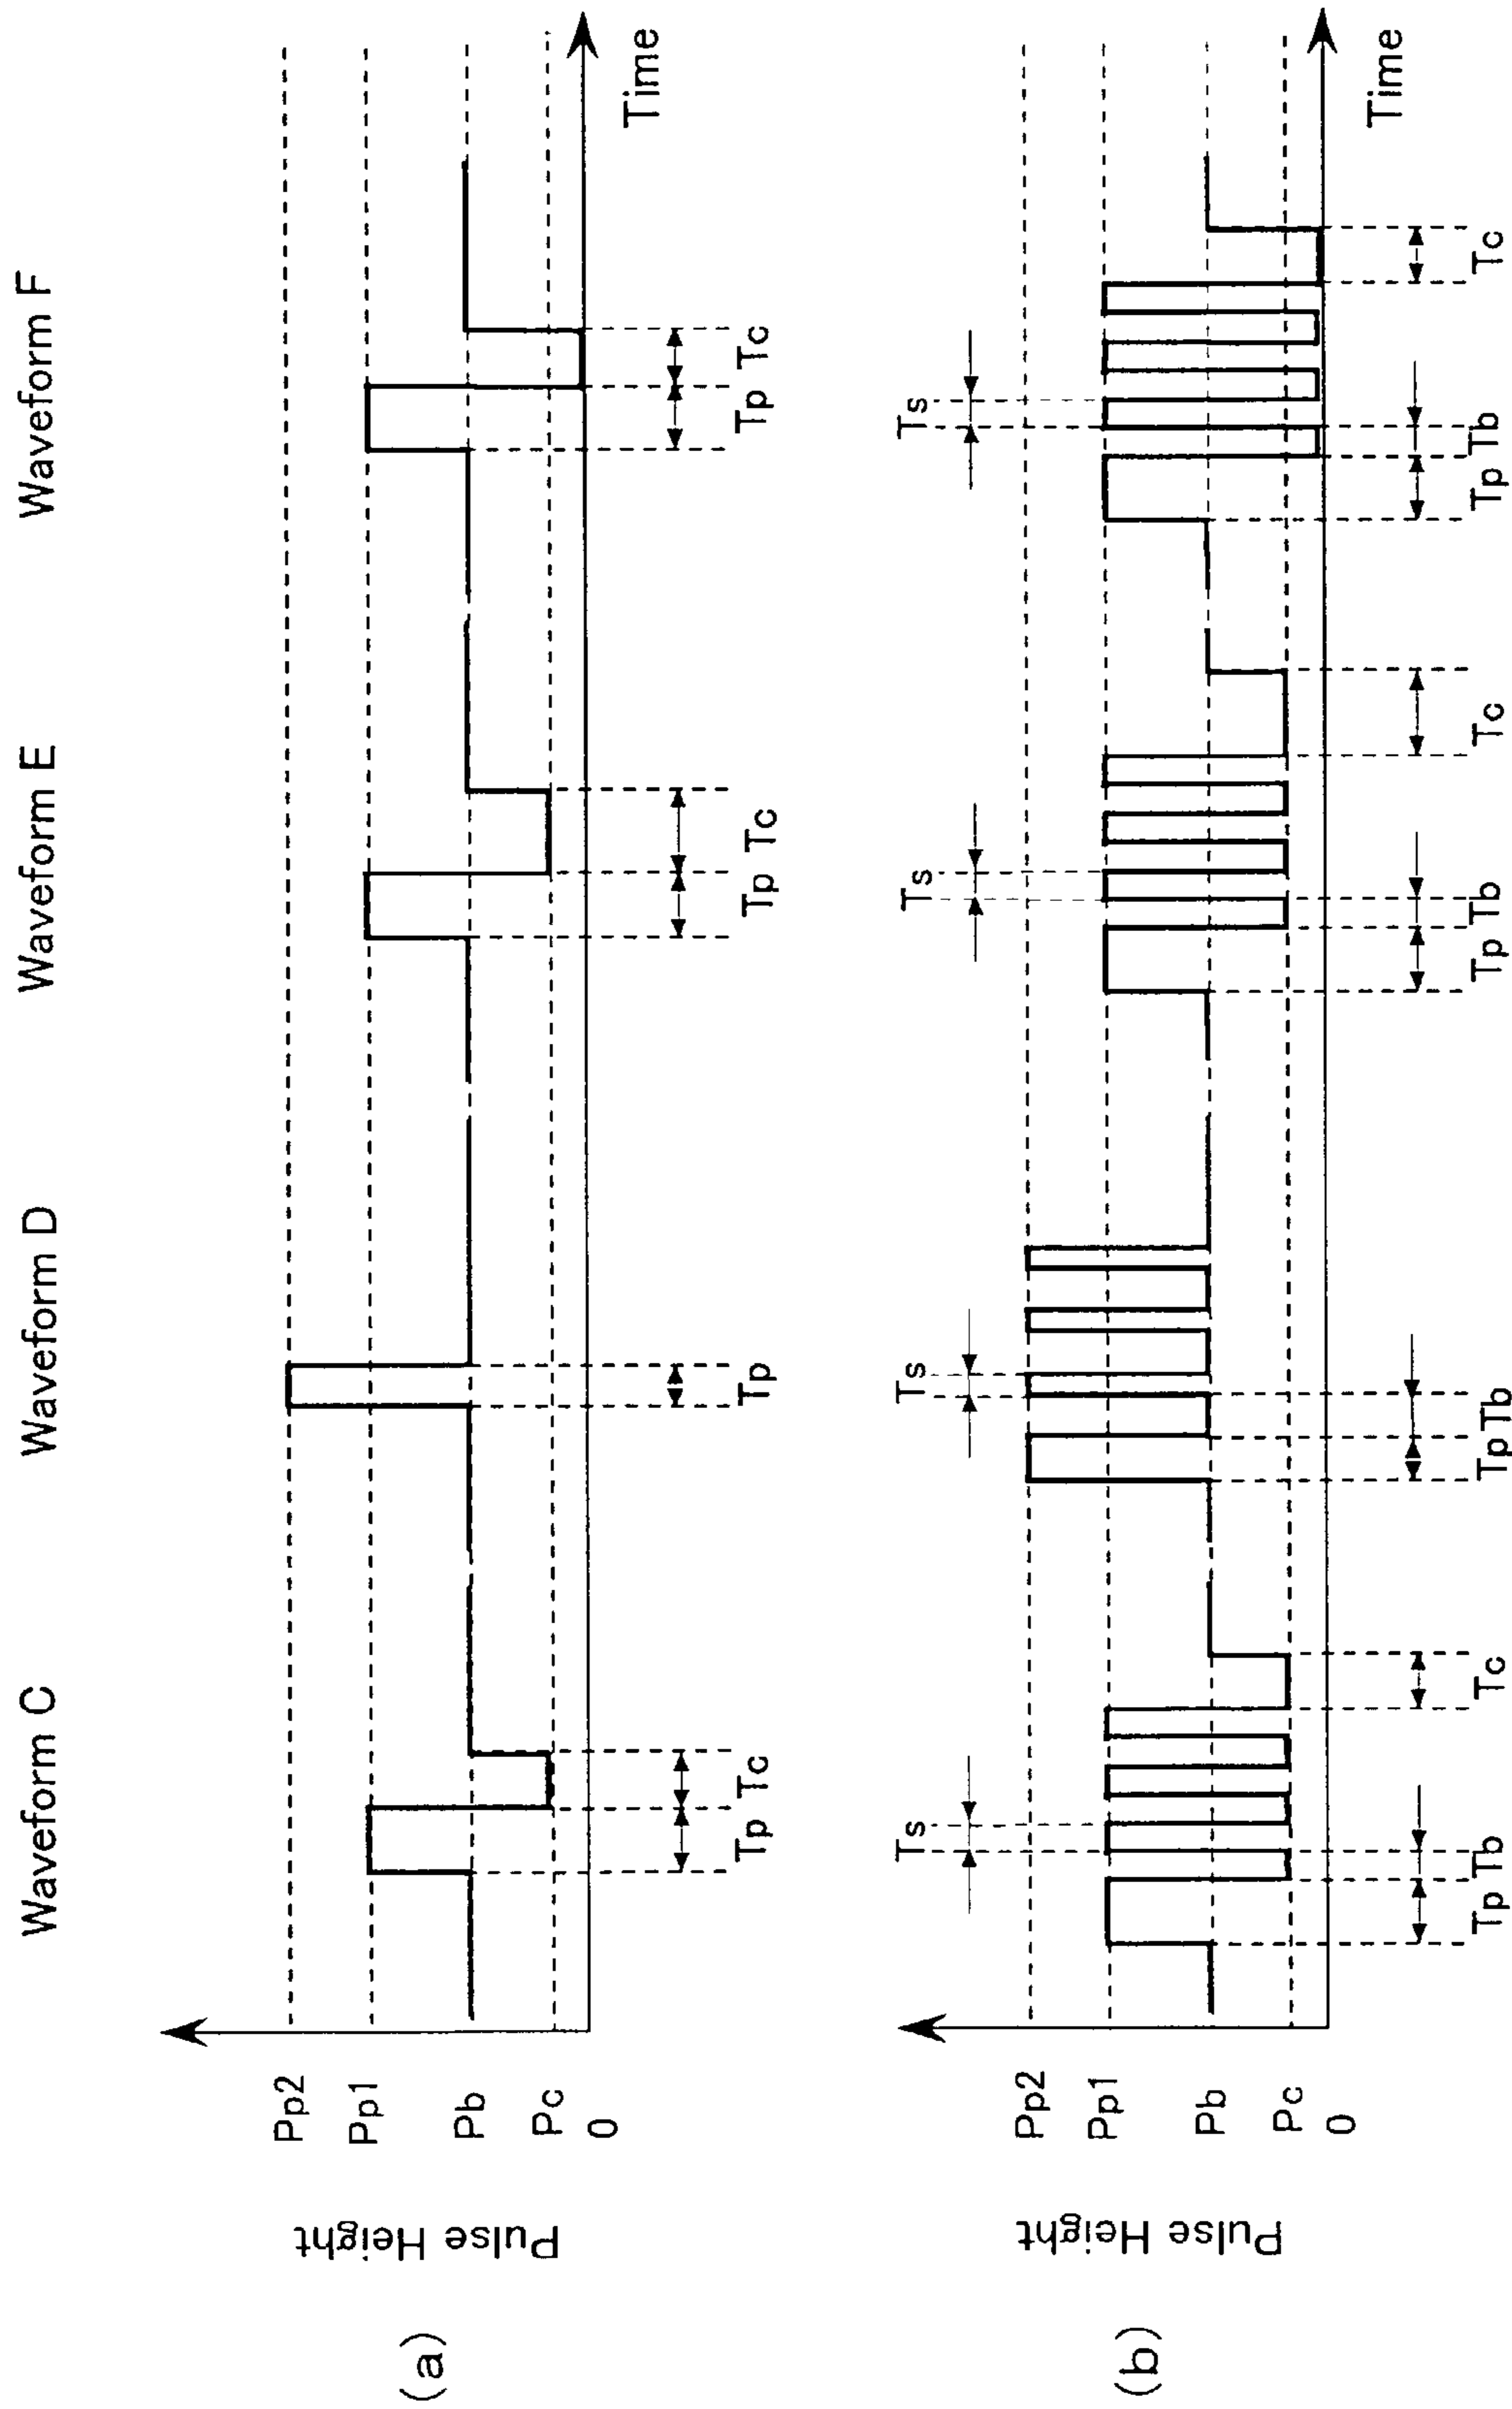 Waveform C
Waveform D
Waveform E
Waveform F
(a)
Pulse Height
Pp2
Pp1
Pb
Pc
0
Time
Tp Tc
Tp
Tp Tc
Tp Tc
(b)
Pulse Height
Pp2
Pp1
Pb
Pc
0
Time
Ts
Ts
Ts
Ts
Tp Tb Tc
Tp Tb
Tp Tb Tc
Tp Tb Tc